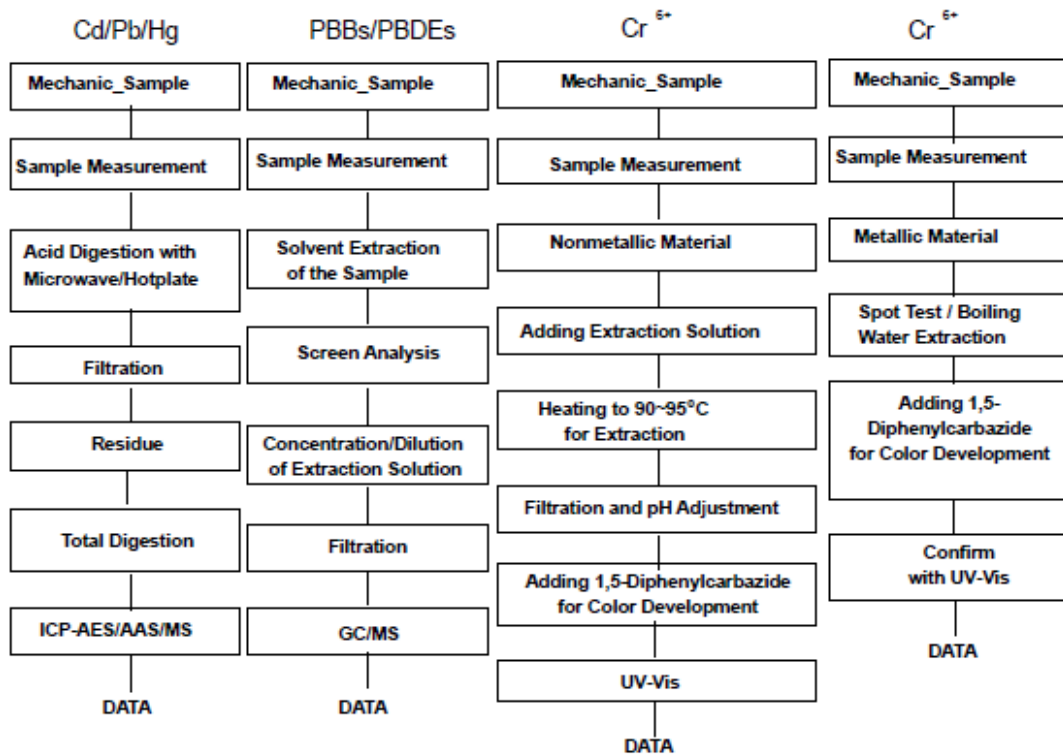 Cd/Pb/Hg
Mechanic_Sample
Sample Measurement
Acid Digestion with
Microwave/Hotplate
Filtration
Residue
Total Digestion
ICP-AES/AAS/MS
DATA
PBBs/PBDEs
Mechanic_Sample
Sample Measurement
Solvent Extraction
of the Sample
Screen Analysis
Concentration/Dilution
of Extraction Solution
Filtration
GC/MS
DATA
Cr 6+
Mechanic_Sample
Sample Measurement
Nonmetallic Material
Adding Extraction Solution
Heating to 90~95°C
for Extraction
Filtration and pH Adjustment
Adding 1,5-Diphenylcarbazide
for Color Development
UV-Vis
DATA
Cr 6+
Mechanic_Sample
Sample Measurement
Metallic Material
Spot Test / Boiling
Water Extraction
Adding 1,5-
Diphenylcarbazide
for Color Development
Confirm
with UV-Vis
DATA